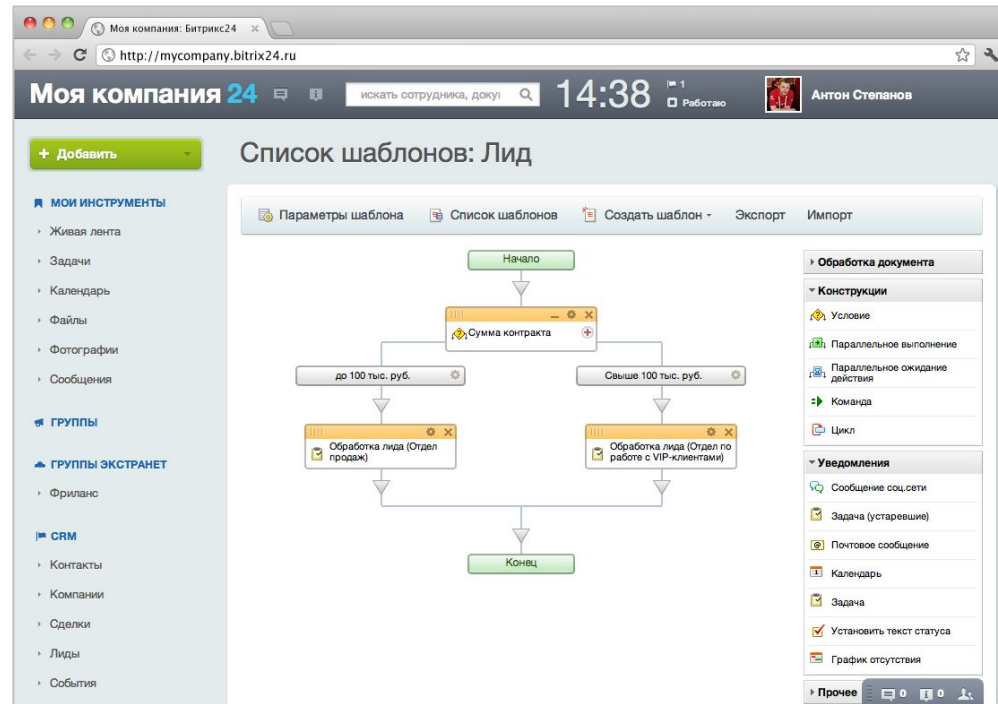 Моя компания: Битрикс24
http://mycompany.bitrix24.ru
Моя компания 24
искать сотрудника, докуı
14:38
1
Работаю
Антон Степанов
Добавить
Список шаблонов: Лид
МОИ ИНСТРУМЕНТЫ
Живая лента
Задачи
Календарь
Файлы
Фотографии
Сообщения
ГРУППЫ
ГРУППЫ ЭКСТРАНЕТ
Фриланс
CRM
Контакты
Компании
Сделки
Лиды
События
Параметры шаблона
Список шаблонов
Создать шаблон
Экспорт
Импорт
Начало
Сумма контракта
до 100 тыс. руб.
Свыше 100 тыс. руб.
Обработка лида (Отдел
продаж)
Обработка лида (Отдел по
работе с VIP-клиентами)
Конец
Обработка документа
Конструкции
Условие
Параллельное выполнение
Параллельное ожидание
действия
Команда
Цикл
Уведомления
Сообщение соц.сети
Задача (устаревшие)
Почтовое сообщение
Календарь
Задача
Установить текст статуса
График отсутствия
Прочее
0
0